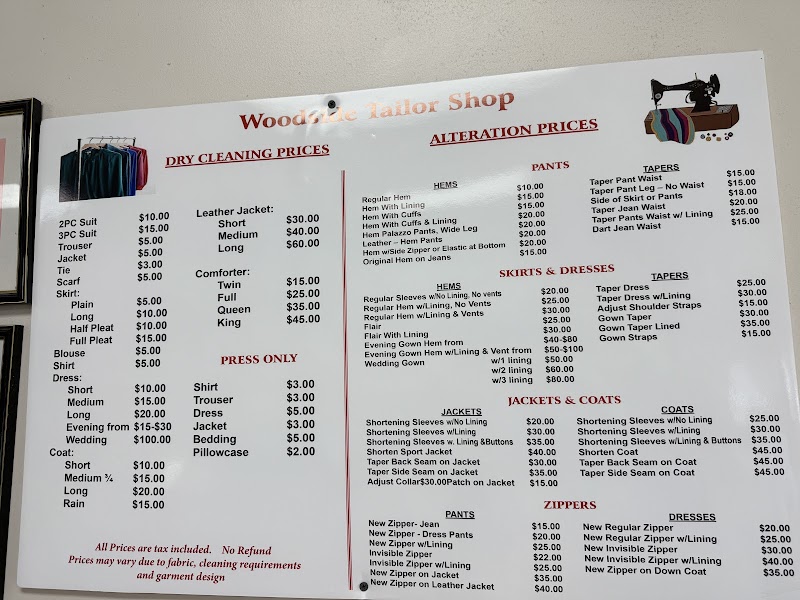 Woodside Tailor Shop
DRY CLEANING PRICES
2PC Suit $10.00
3PC Suit $15.00
Trouser $5.00
Jacket $5.00
Tie $3.00
Scarf $5.00
Skirt:
Plain $5.00
Long $10.00
Half Pleat $10.00
Full Pleat $15.00
Blouse $5.00
Shirt $5.00
Dress:
Short $10.00
Medium $15.00
Long $20.00
Evening from $15-$30
Wedding $100.00
Coat:
Short $10.00
Medium ¾ $15.00
Long $20.00
Rain $15.00
Leather Jacket:
Short $30.00
Medium $40.00
Long $60.00
Comforter:
Twin $15.00
Full $25.00
Queen $35.00
King $45.00
PRESS ONLY
Shirt $3.00
Trouser $3.00
Dress $5.00
Jacket $3.00
Bedding $5.00
Pillowcase $2.00
All Prices are tax included. No Refund
Prices may vary due to fabric, cleaning requirements
and garment design
ALTERATION PRICES
PANTS
HEMS
Regular Hem $10.00
Hem With Lining $15.00
Hem With Cuffs $15.00
Hem With Cuffs & Lining $20.00
Hem Palazzo Pants, Wide Leg $20.00
Leather – Hem Pants $20.00
Hem w/Side Zipper or Elastic at Bottom $20.00
Original Hem on Jeans $15.00
TAPERS
Taper Pant Waist $15.00
Taper Pant Leg – No Waist $15.00
Side of Skirt or Pants $18.00
Taper Jean Waist $20.00
Taper Pants Waist w/ Lining $25.00
Dart Jean Waist $15.00
SKIRTS & DRESSES
HEMS
Regular Sleeves w/No Lining, No vents $20.00
Regular Hem w/Lining, No Vents $25.00
Regular Hem w/Lining & Vents $30.00
Flair $25.00
Flair With Lining $30.00
Evening Gown Hem from $40-$80
Evening Gown Hem w/Lining & Vent from $50-$100
Wedding Gown w/1 lining $50.00
w/2 lining $60.00
w/3 lining $80.00
TAPERS
Taper Dress $25.00
Taper Dress w/Lining $30.00
Adjust Shoulder Straps $15.00
Gown Taper $30.00
Gown Taper Lined $35.00
Gown Straps $15.00
JACKETS & COATS
JACKETS
Shortening Sleeves w/No Lining $20.00
Shortening Sleeves w/Lining $30.00
Shortening Sleeves w. Lining &Buttons $35.00
Shorten Sport Jacket $40.00
Taper Back Seam on Jacket $30.00
Taper Side Seam on Jacket $35.00
Adjust Collar$30.00Patch on Jacket $15.00
COATS
Shortening Sleeves w/No Lining $25.00
Shortening Sleeves w/Lining $30.00
Shortening Sleeves w/Lining & Buttons $35.00
Shorten Coat $45.00
Taper Back Seam on Coat $45.00
Taper Side Seam on Coat $45.00
ZIPPERS
PANTS
New Zipper- Jean $15.00
New Zipper - Dress Pants $20.00
New Zipper w/Lining $25.00
Invisible Zipper $22.00
Invisible Zipper w/Lining $25.00
New Zipper on Jacket $35.00
New Zipper on Leather Jacket $40.00
DRESSES
New Regular Zipper $20.00
New Regular Zipper w/Lining $25.00
New Invisible Zipper $30.00
New Invisible Zipper w/Lining $40.00
New Zipper on Down Coat $35.00